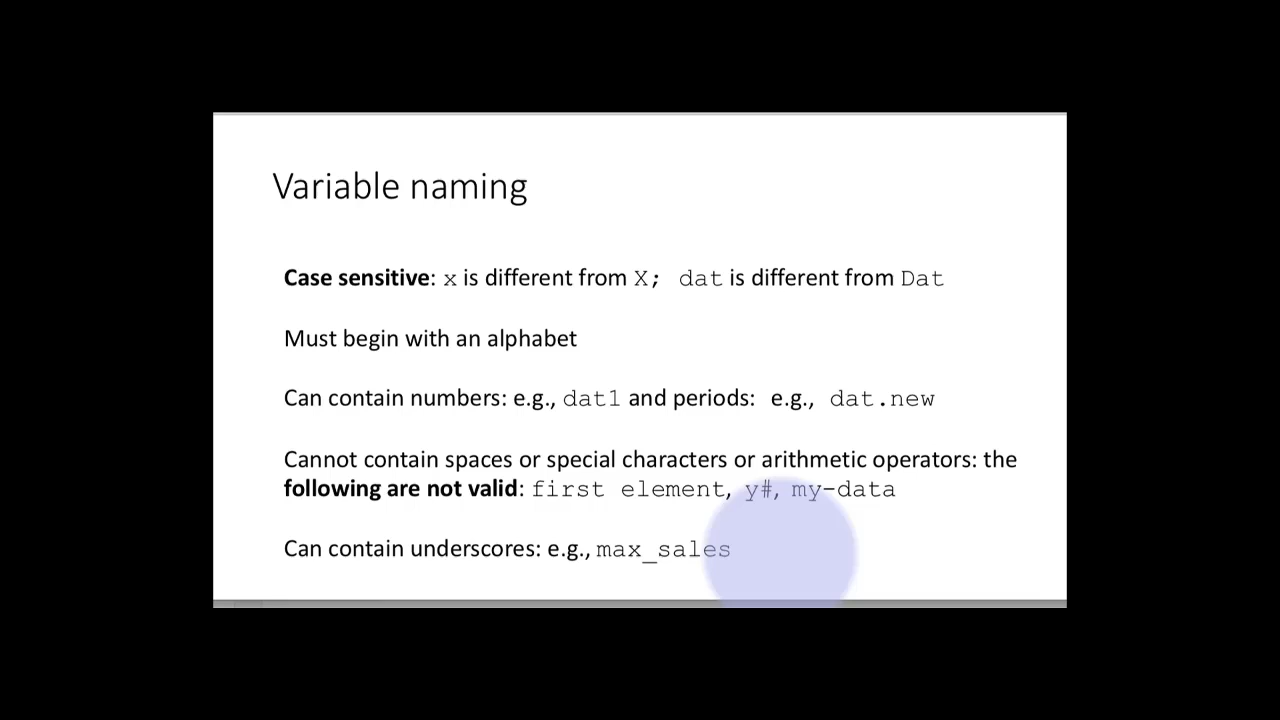 Variable naming
Case sensitive: x is different from X; dat is different from Dat
Must begin with an alphabet
Can contain numbers: e.g., dat1 and periods: e.g., dat.new
Cannot contain spaces or special characters or arithmetic operators: the
following are not valid: first element, y#, my-data
Can contain underscores: e.g., max_sales